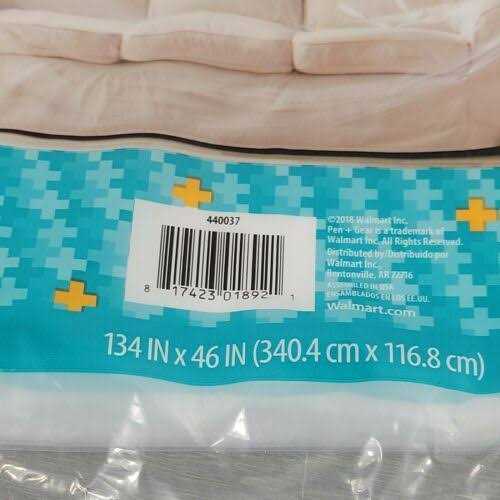 440037
8 17423 01892 1
©2018 Walmart Inc.
Pen + Gear is a trademark of
Walmart Inc. All Rights Reserved.
Distributed by/Distribuido por
Walmart Inc.
Bentonville, AR 72716
ASSEMBLED IN USA
ENSAMBLADO EN LOS EE.UU.
Walmart.com
134 IN x 46 IN (340.4 cm x 116.8 cm)